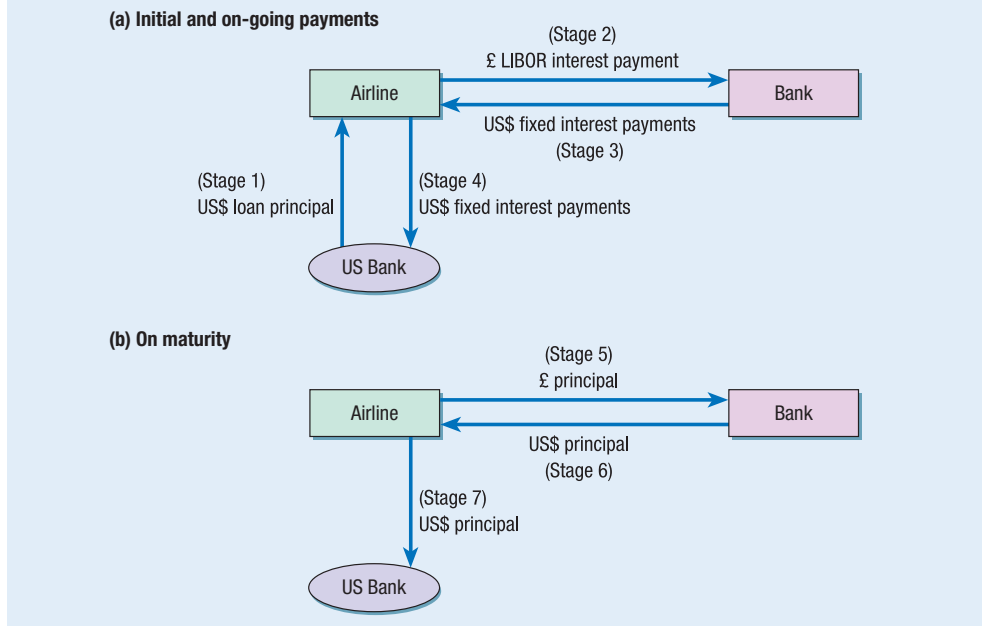 (a) Initial and on-going payments
(Stage 2)
£ LIBOR interest payment
Airline
Bank
US$ fixed interest payments
(Stage 3)
(Stage 1)
US$ loan principal
(Stage 4)
US$ fixed interest payments
US Bank
(b) On maturity
(Stage 5)
£ principal
Airline
Bank
US$ principal
(Stage 6)
(Stage 7)
US$ principal
US Bank